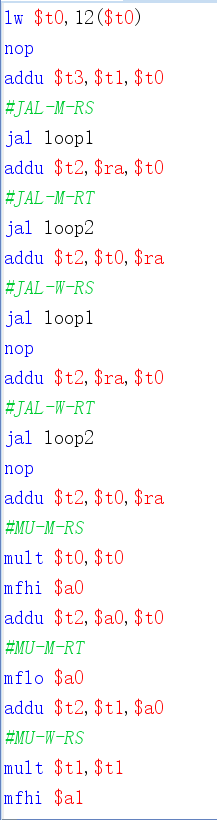 lw $t0,12($t0)
nop
addu $t3,$t1,$t0
#JAL-M-RS
jal loop1
addu $t2,$ra,$t0
#JAL-M-RT
jal loop2
addu $t2,$t0,$ra
#JAL-W-RS
jal loop1
nop
addu $t2,$ra,$t0
#JAL-W-RT
jal loop2
nop
addu $t2,$t0,$ra
#MU-M-RS
mult $t0,$t0
mfhi $a0
addu $t2,$a0,$t0
#MU-M-RT
mflo $a0
addu $t2,$t1,$a0
#MU-W-RS
mult $t1,$t1
mfhi $a1